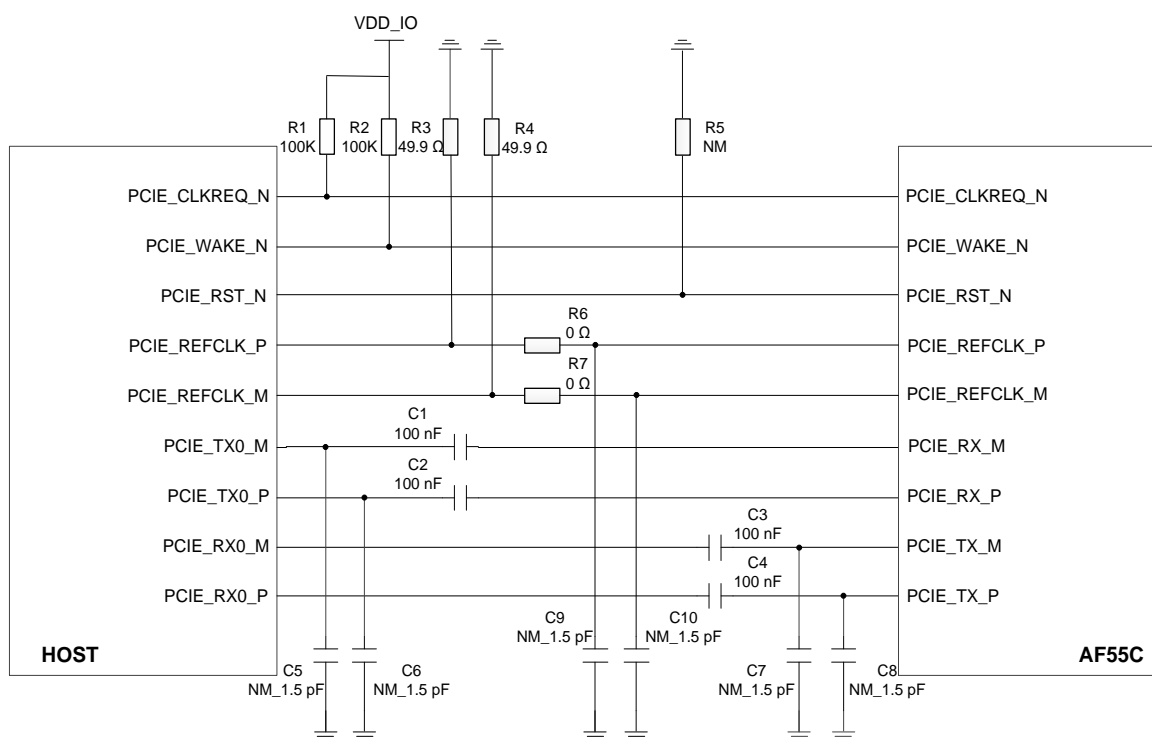 VDD_IO
R1
100K
R2
100K
R3
49.9 Ω
R4
49.9 Ω
R5
NM
PCIE_CLKREQ_N
PCIE_CLKREQ_N
PCIE_WAKE_N
PCIE_WAKE_N
PCIE_RST_N
PCIE_RST_N
R6
0 Ω
PCIE_REFCLK_P
PCIE_REFCLK_P
R7
0 Ω
PCIE_REFCLK_M
PCIE_REFCLK_M
C1
100 nF
PCIE_TX0_M
PCIE_RX_M
C2
100 nF
PCIE_TX0_P
PCIE_RX_P
C3
100 nF
PCIE_RX0_M
PCIE_TX_M
C4
100 nF
PCIE_RX0_P
PCIE_TX_P
C9
NM_1.5 pF
C10
NM_1.5 pF
HOST
AF55C
C5
NM_1.5 pF
C6
NM_1.5 pF
C7
NM_1.5 pF
C8
NM_1.5 pF